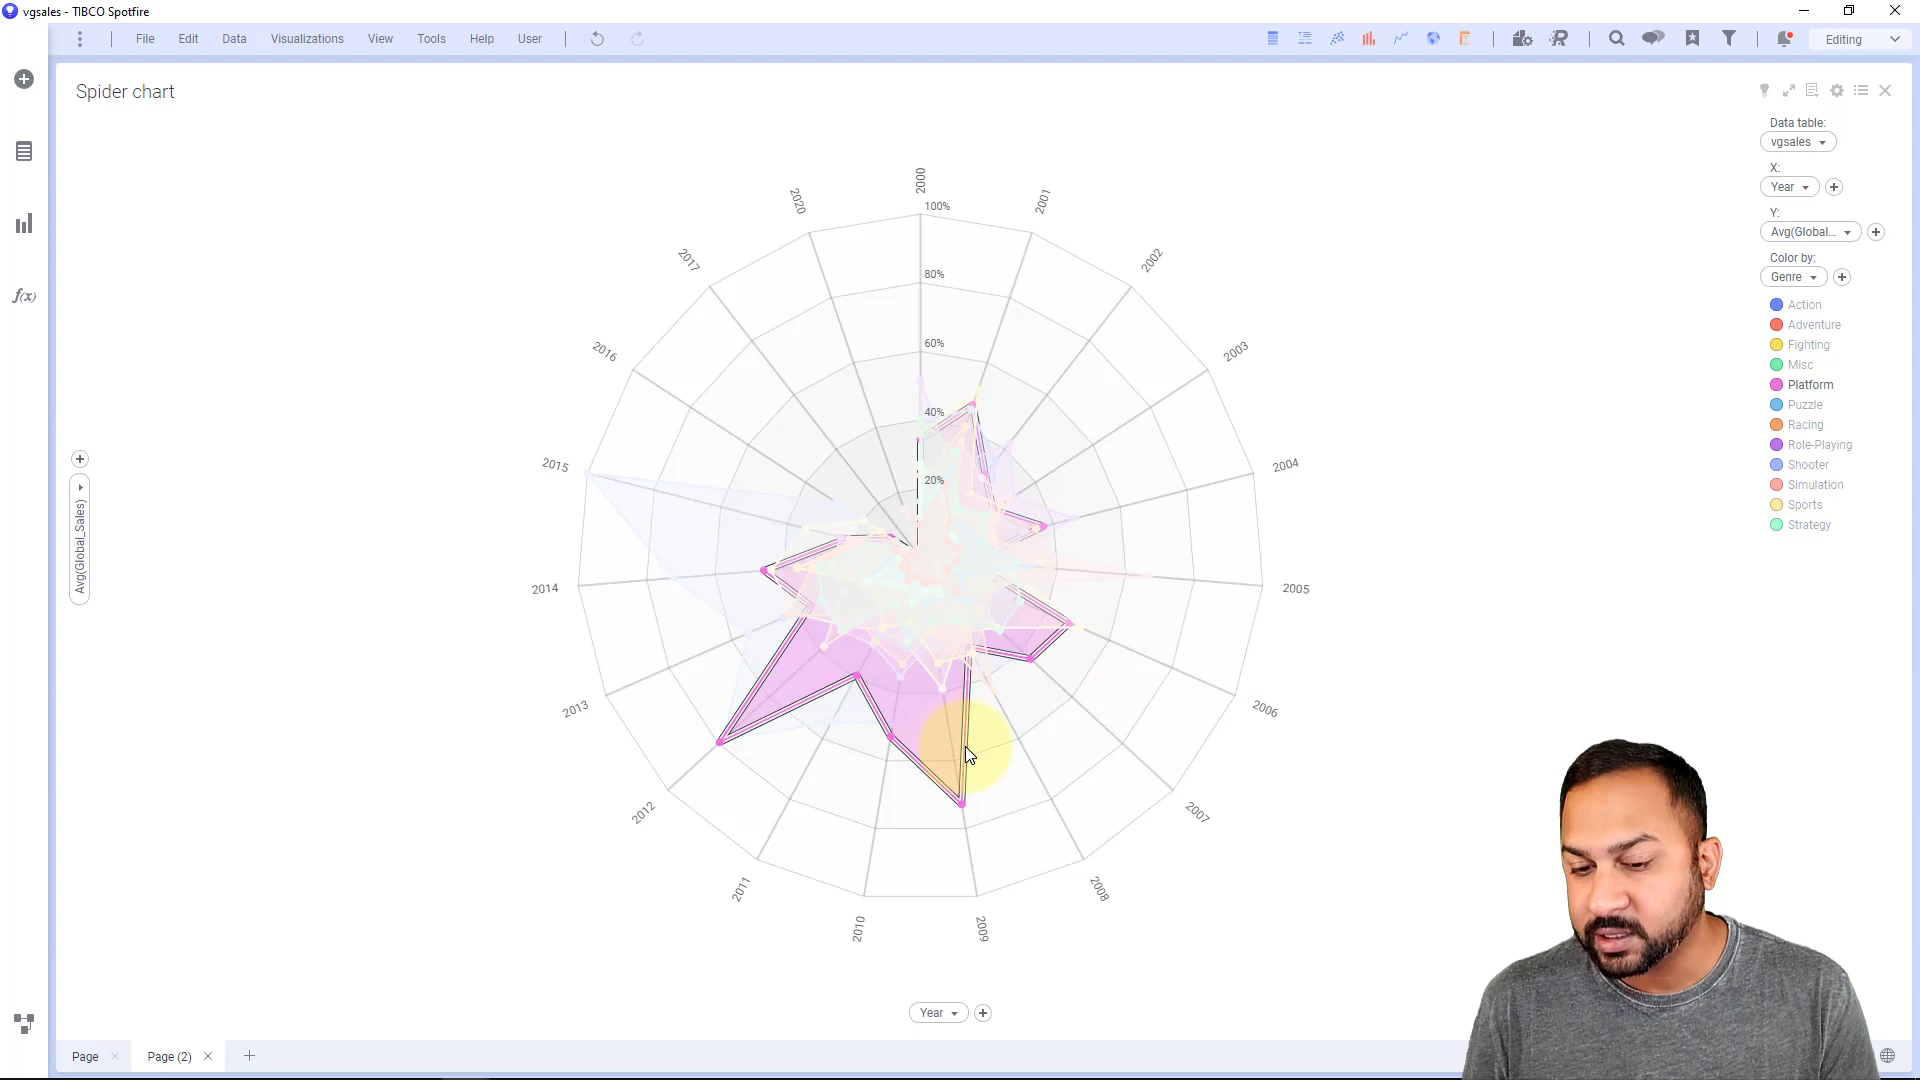 vgsales - TIBCO Spotfire
File Edit Data Visualizations View Tools Help User
Editing
f(x)
Spider chart
Data table:
vgsales
X:
Year
Y:
Avg(Global...
Color by:
Genre
Action
Adventure
Fighting
Misc
Platform
Puzzle
Racing
Role-Playing
Shooter
Simulation
Sports
Strategy
2000
2001
2002
2003
2004
2005
2006
2007
2008
2009
2010
2011
2012
2013
2014
2015
2016
2017
2020
100%
80%
60%
40%
20%
Avg(Global_Sales)
Year
Page
Page (2)